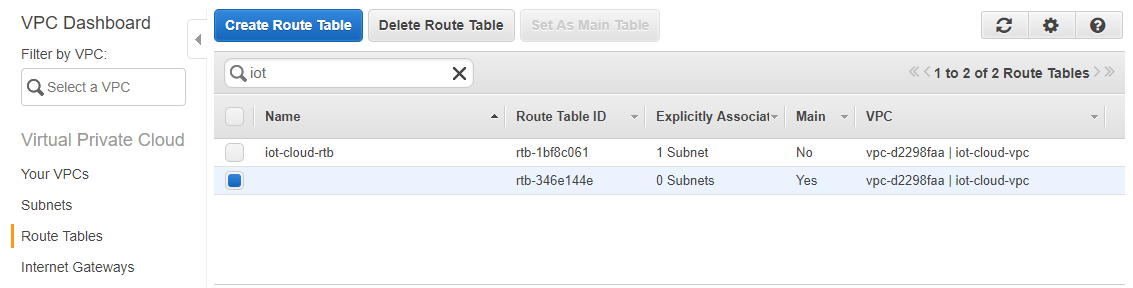 VPC Dashboard
Filter by VPC:
Select a VPC
Virtual Private Cloud
Your VPCs
Subnets
Route Tables
Internet Gateways
Create Route Table Delete Route Table Set As Main Table
iot 1 to 2 of 2 Route Tables
Name Route Table ID Explicitly Associat Main VPC
iot-cloud-rtb rtb-1bf8c061 1 Subnet No vpc-d2298faa | iot-cloud-vpc
rtb-346e144e 0 Subnets Yes vpc-d2298faa | iot-cloud-vpc